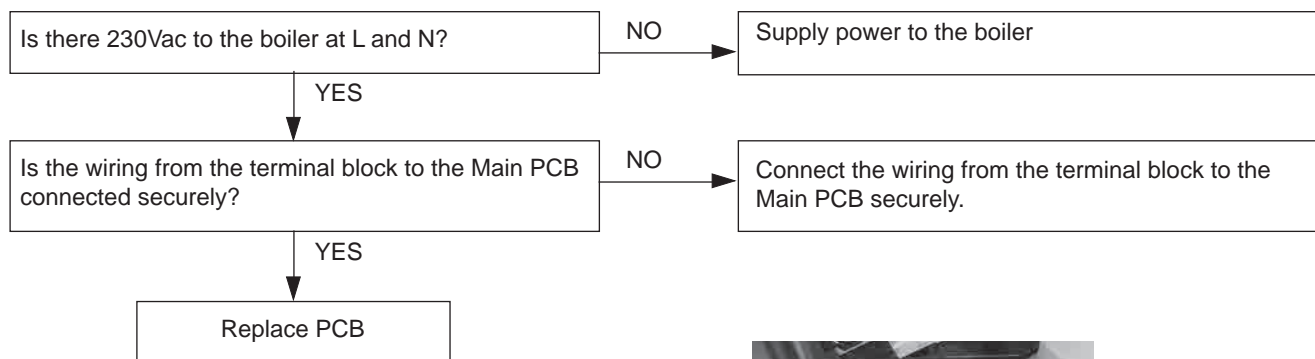 Is there 230Vac to the boiler at L and N?
NO
Supply power to the boiler
YES
Is the wiring from the terminal block to the Main PCB
connected securely?
NO
Connect the wiring from the terminal block to the
Main PCB securely.
YES
Replace PCB